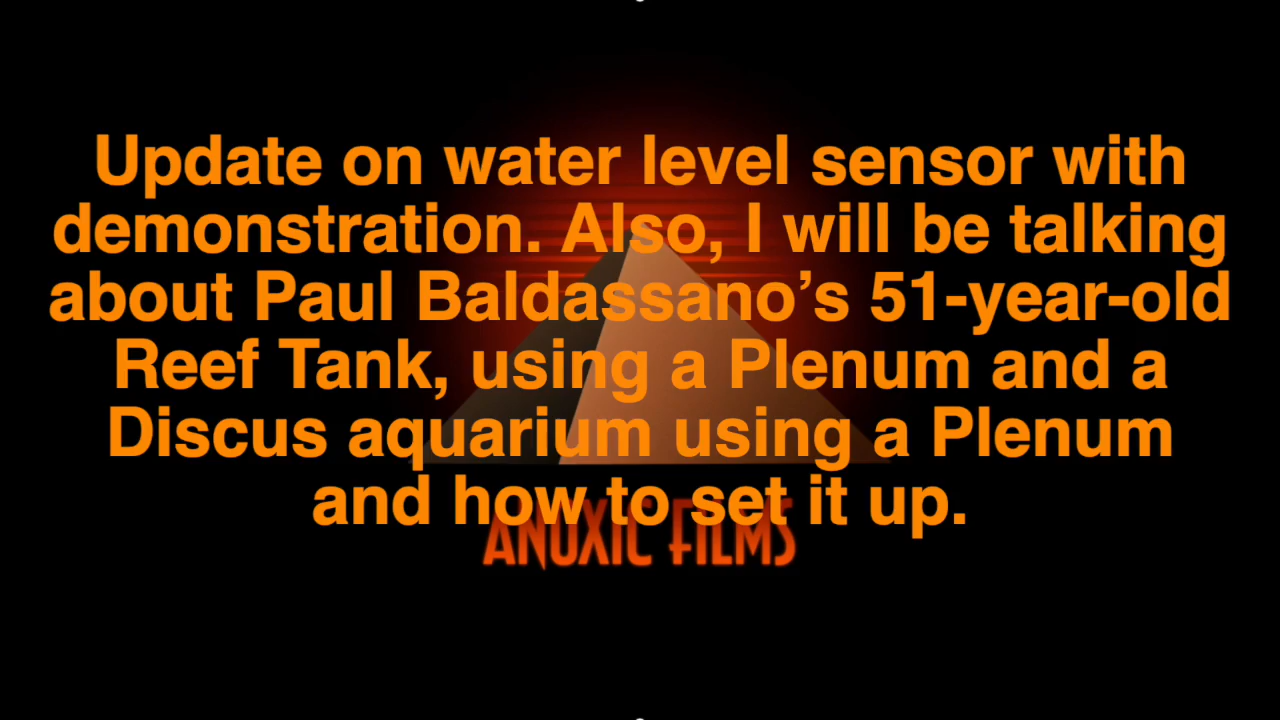 Update on water level sensor with
demonstration. Also, I will be talking
about Paul Baldassano’s 51-year-old
Reef Tank, using a Plenum and a
Discus aquarium using a Plenum
and how to set it up.
ANOXIC FILMS